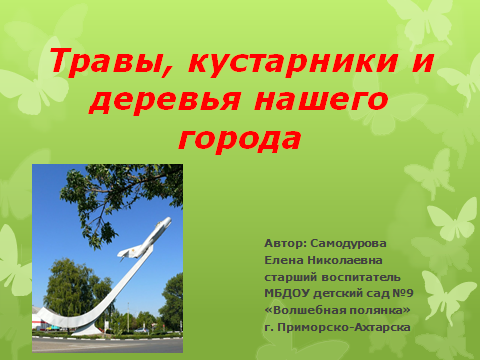 Травы, кустарники и
деревья нашего
города
Автор: Самодурова
Елена Николаевна
старший воспитатель
МБДОУ детский сад №9
«Волшебная полянка»
г. Приморско-Ахтарска